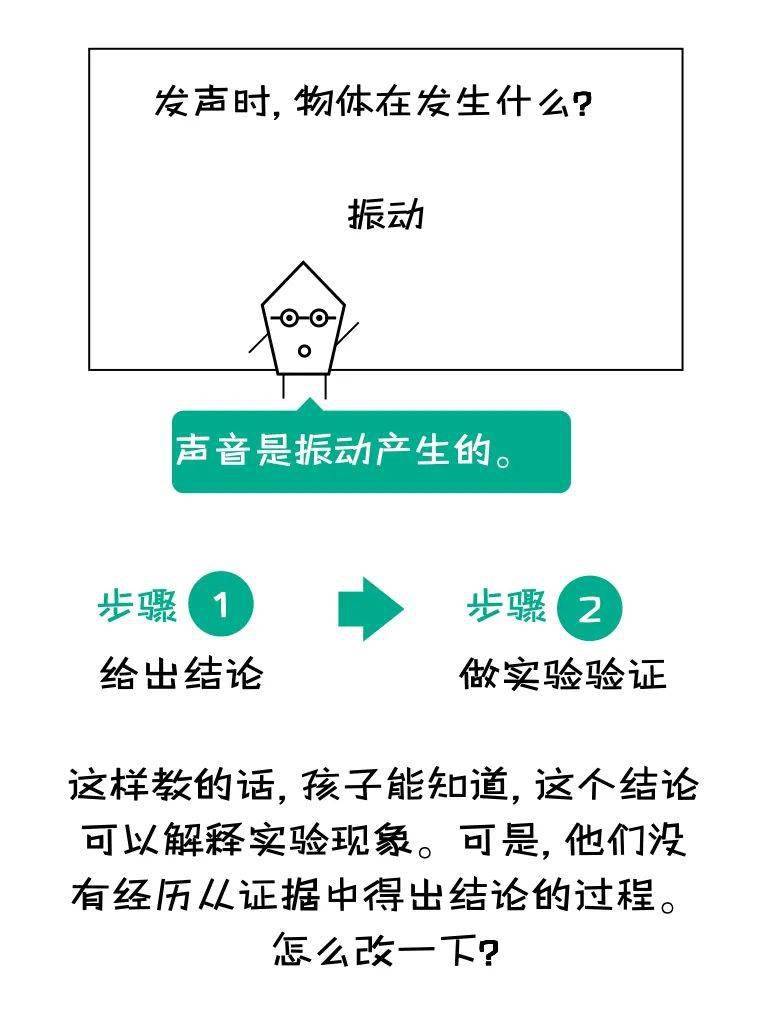 发声时,物体在发生什么?
振动
声音是振动产生的。
步骤 1
步骤 2
给出结论
做实验验证
这样教的话,孩子能知道,这个结论
可以解释实验现象。可是,他们没
有经历从证据中得出结论的过程。
怎么改一下?